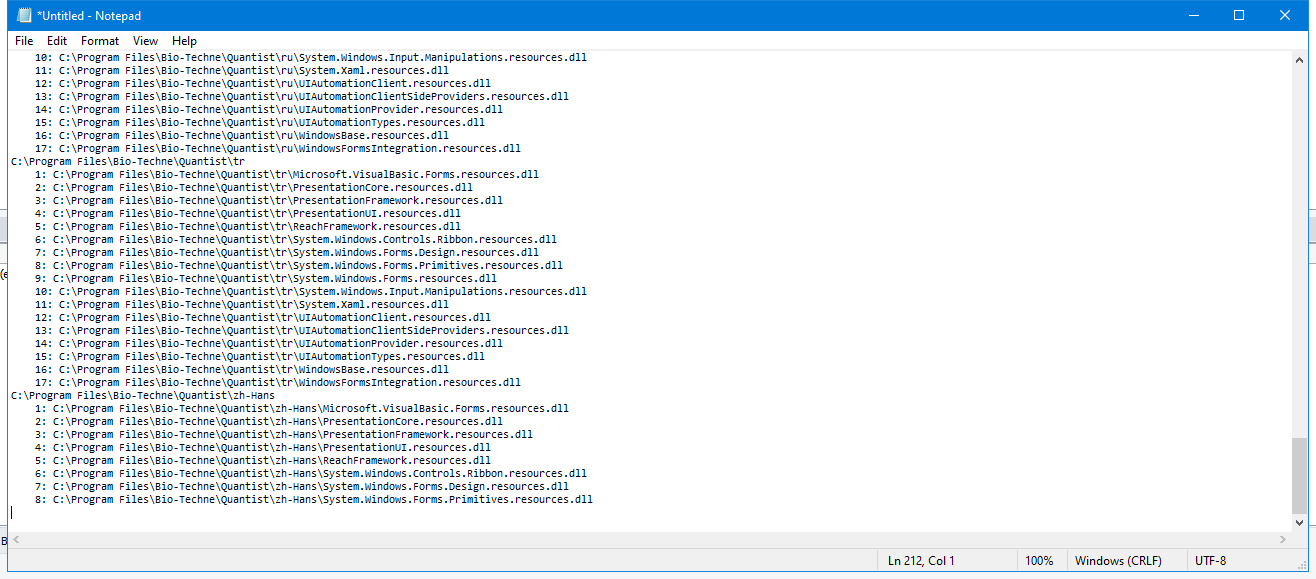 *Untitled - Notepad
File Edit Format View Help
10: C:\Program Files\Bio-Techne\Quantist\ru\System.Windows.Input.Manipulations.resources.dll
11: C:\Program Files\Bio-Techne\Quantist\ru\System.Xaml.resources.dll
12: C:\Program Files\Bio-Techne\Quantist\ru\UIAutomationClient.resources.dll
13: C:\Program Files\Bio-Techne\Quantist\ru\UIAutomationClientSideProviders.resources.dll
14: C:\Program Files\Bio-Techne\Quantist\ru\UIAutomationProvider.resources.dll
15: C:\Program Files\Bio-Techne\Quantist\ru\UIAutomationTypes.resources.dll
16: C:\Program Files\Bio-Techne\Quantist\ru\WindowsBase.resources.dll
17: C:\Program Files\Bio-Techne\Quantist\ru\WindowsFormsIntegration.resources.dll
C:\Program Files\Bio-Techne\Quantist\tr
1: C:\Program Files\Bio-Techne\Quantist\tr\Microsoft.VisualBasic.Forms.resources.dll
2: C:\Program Files\Bio-Techne\Quantist\tr\PresentationCore.resources.dll
3: C:\Program Files\Bio-Techne\Quantist\tr\PresentationFramework.resources.dll
4: C:\Program Files\Bio-Techne\Quantist\tr\PresentationUI.resources.dll
5: C:\Program Files\Bio-Techne\Quantist\tr\ReachFramework.resources.dll
6: C:\Program Files\Bio-Techne\Quantist\tr\System.Windows.Controls.Ribbon.resources.dll
7: C:\Program Files\Bio-Techne\Quantist\tr\System.Windows.Forms.Design.resources.dll
8: C:\Program Files\Bio-Techne\Quantist\tr\System.Windows.Forms.Primitives.resources.dll
9: C:\Program Files\Bio-Techne\Quantist\tr\System.Windows.Forms.resources.dll
10: C:\Program Files\Bio-Techne\Quantist\tr\System.Windows.Input.Manipulations.resources.dll
11: C:\Program Files\Bio-Techne\Quantist\tr\System.Xaml.resources.dll
12: C:\Program Files\Bio-Techne\Quantist\tr\UIAutomationClient.resources.dll
13: C:\Program Files\Bio-Techne\Quantist\tr\UIAutomationClientSideProviders.resources.dll
14: C:\Program Files\Bio-Techne\Quantist\tr\UIAutomationProvider.resources.dll
15: C:\Program Files\Bio-Techne\Quantist\tr\UIAutomationTypes.resources.dll
16: C:\Program Files\Bio-Techne\Quantist\tr\WindowsBase.resources.dll
17: C:\Program Files\Bio-Techne\Quantist\tr\WindowsFormsIntegration.resources.dll
C:\Program Files\Bio-Techne\Quantist\zh-Hans
1: C:\Program Files\Bio-Techne\Quantist\zh-Hans\Microsoft.VisualBasic.Forms.resources.dll
2: C:\Program Files\Bio-Techne\Quantist\zh-Hans\PresentationCore.resources.dll
3: C:\Program Files\Bio-Techne\Quantist\zh-Hans\PresentationFramework.resources.dll
4: C:\Program Files\Bio-Techne\Quantist\zh-Hans\PresentationUI.resources.dll
5: C:\Program Files\Bio-Techne\Quantist\zh-Hans\ReachFramework.resources.dll
6: C:\Program Files\Bio-Techne\Quantist\zh-Hans\System.Windows.Controls.Ribbon.resources.dll
7: C:\Program Files\Bio-Techne\Quantist\zh-Hans\System.Windows.Forms.Design.resources.dll
8: C:\Program Files\Bio-Techne\Quantist\zh-Hans\System.Windows.Forms.Primitives.resources.dll
Ln 212, Col 1 100% Windows (CRLF) UTF-8